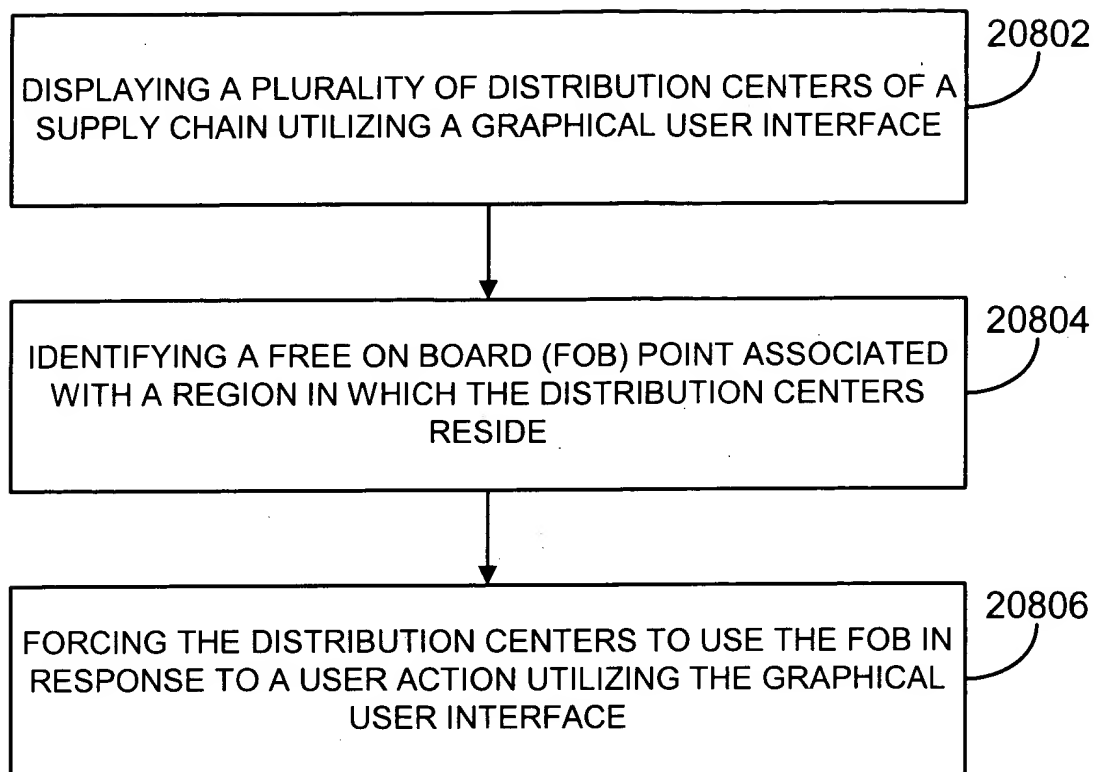 20802
DISPLAYING A PLURALITY OF DISTRIBUTION CENTERS OF A
SUPPLY CHAIN UTILIZING A GRAPHICAL USER INTERFACE
20804
IDENTIFYING A FREE ON BOARD (FOB) POINT ASSOCIATED
WITH A REGION IN WHICH THE DISTRIBUTION CENTERS
RESIDE
20806
FORCING THE DISTRIBUTION CENTERS TO USE THE FOB IN
RESPONSE TO A USER ACTION UTILIZING THE GRAPHICAL
USER INTERFACE